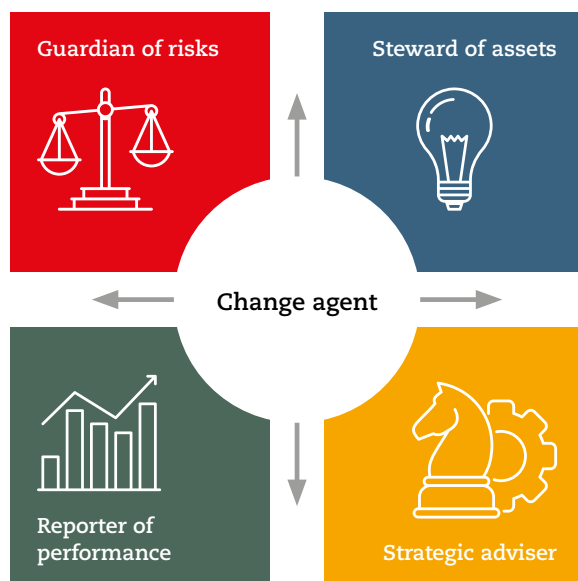 Guardian of risks
Steward of assets
Change agent
Reporter of
performance
Strategic adviser